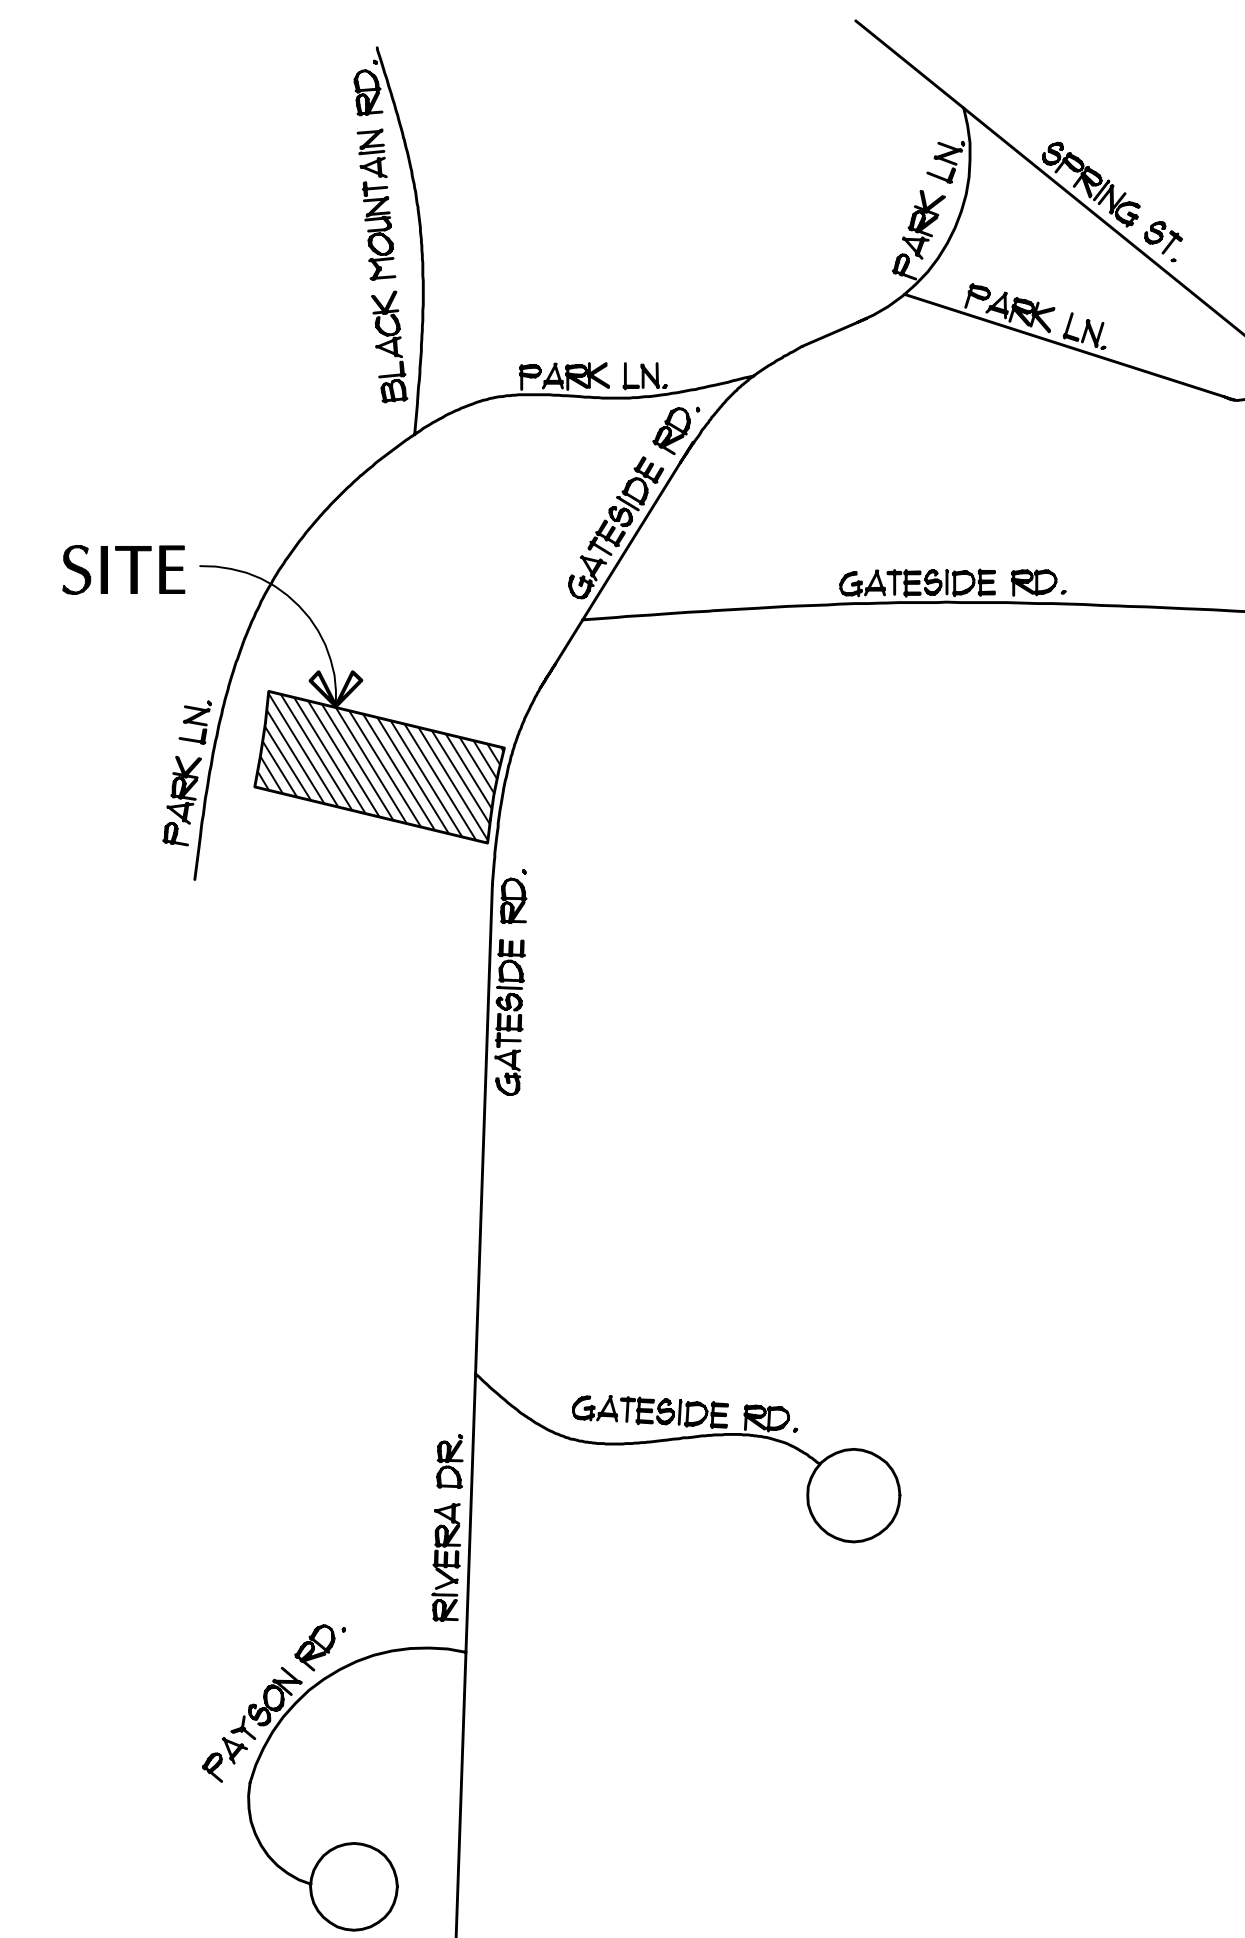 BLACK MOUNTAIN RD.
PARK LN.
SPRING ST.
PARK LN.
PARK LN.
GATESIDE RD.
SITE
GATESIDE RD.
PARK LN.
GATESIDE RD.
GATESIDE RD.
RIVERA DR.
PAYSON RD.